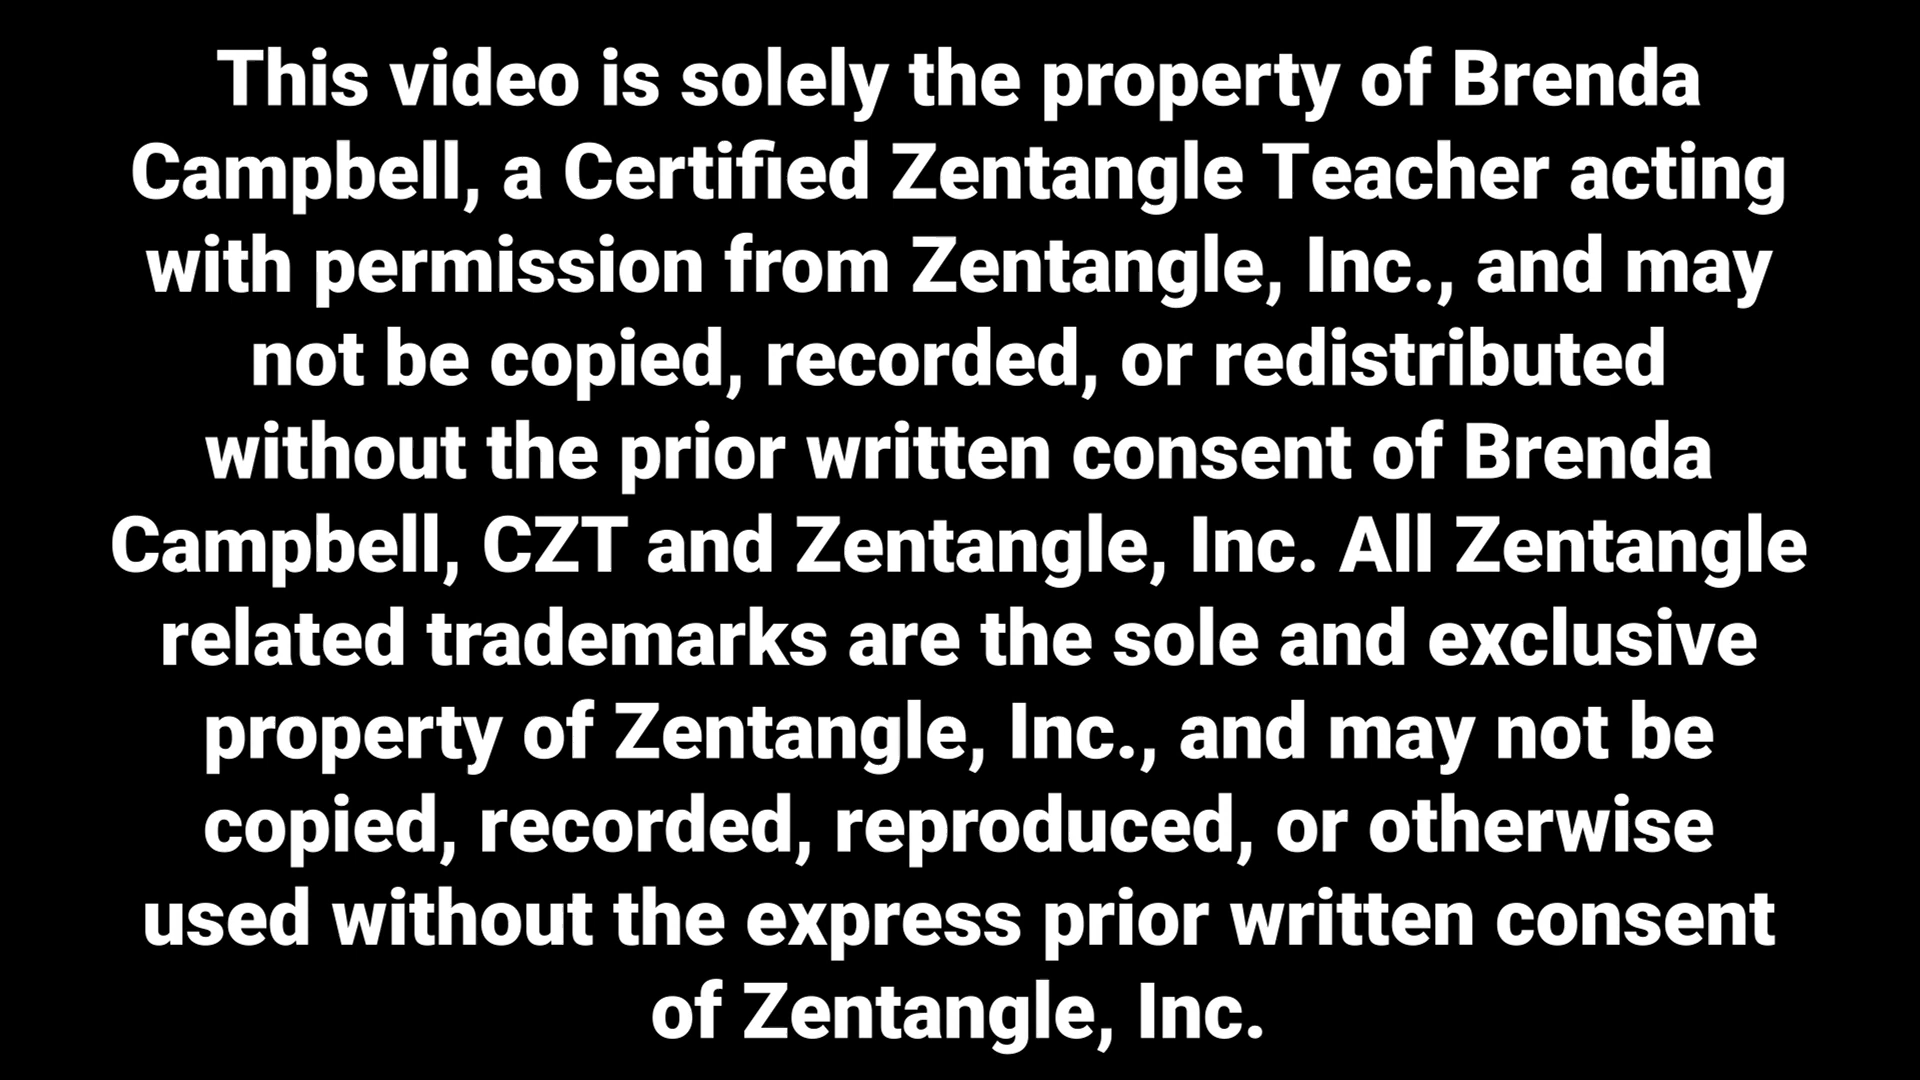 This video is solely the property of Brenda
Campbell, a Certified Zentangle Teacher acting
with permission from Zentangle, Inc., and may
not be copied, recorded, or redistributed
without the prior written consent of Brenda
Campbell, CZT and Zentangle, Inc. All Zentangle
related trademarks are the sole and exclusive
property of Zentangle, Inc., and may not be
copied, recorded, reproduced, or otherwise
used without the express prior written consent
of Zentangle, Inc.